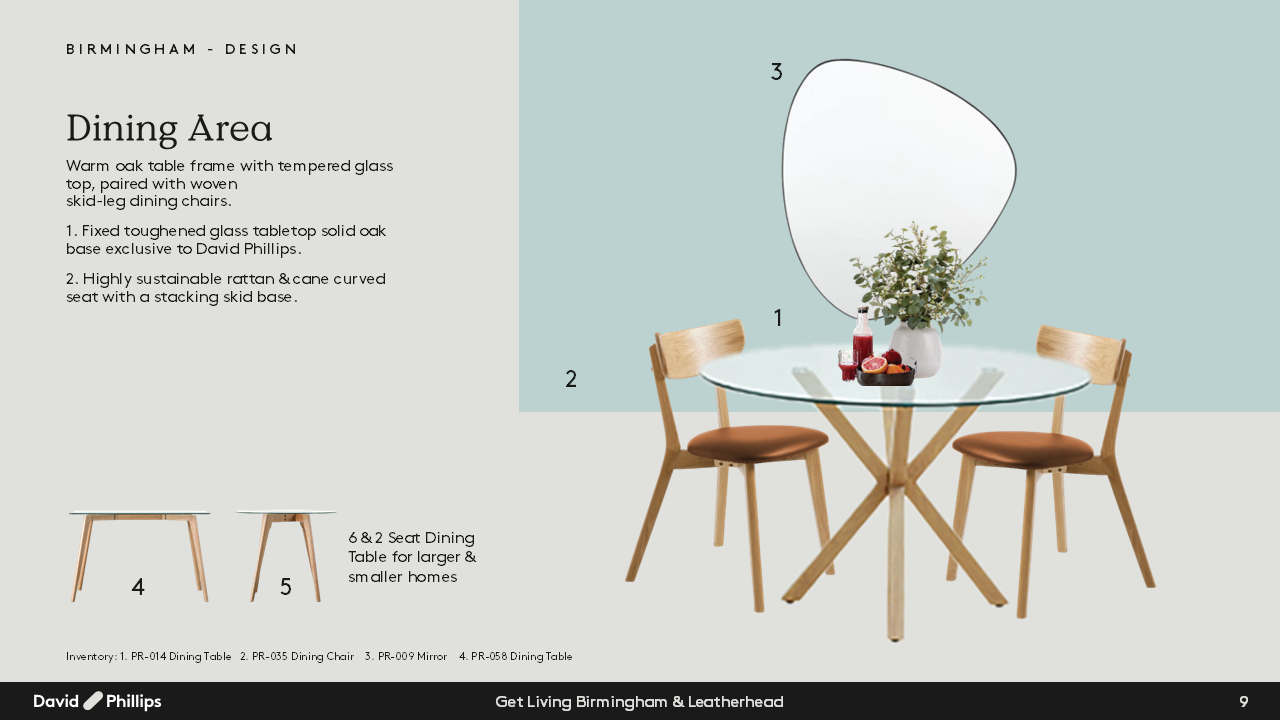 BIRMINGHAM - DESIGN
Dining Area
Warm oak table frame with tempered glass
top, paired with woven
skid-leg dining chairs.
1. Fixed toughened glass tabletop solid oak
base exclusive to David Phillips.
2. Highly sustainable rattan & cane curved
seat with a stacking skid base.
3
1
2
4
5
6 & 2 Seat Dining
Table for larger &
smaller homes
Inventory: 1. PR-014 Dining Table 2. PR-035 Dining Chair 3. PR-009 Mirror 4. PR-058 Dining Table
David Phillips
Get Living Birmingham & Leatherhead
9